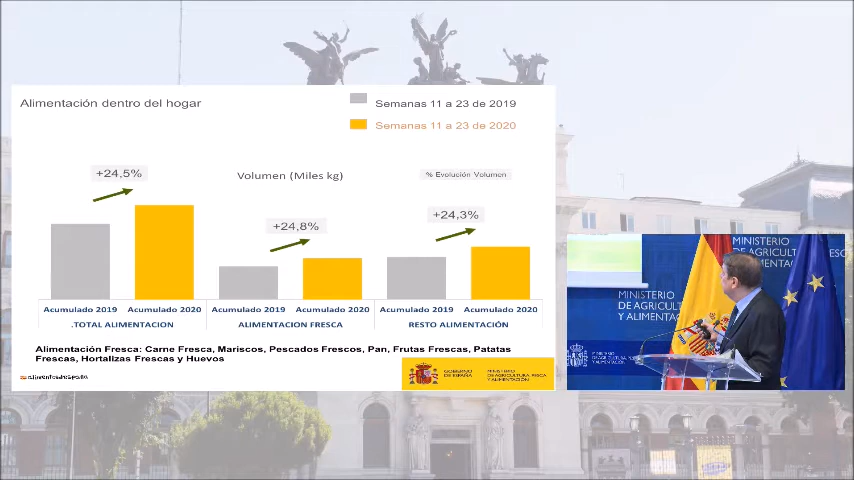 Alimentación dentro del hogar
Semanas 11 a 23 de 2019
Semanas 11 a 23 de 2020
+24,5%
Volumen (Miles kg)
% Evolución Volumen
+24,8%
+24,3%
Acumulado 2019 Acumulado 2020 Acumulado 2019 Acumulado 2020 Acumulado 2019 Acumulado 2020
.TOTAL ALIMENTACION ALIMENTACION FRESCA RESTO ALIMENTACIÓN
Alimentación Fresca: Carne Fresca, Mariscos, Pescados Frescos, Pan, Frutas Frescas, Patatas
Frescas, Hortalizas Frescas y Huevos
GOBIERNO
DE ESPAÑA
MINISTERIO
DE AGRICULTURA, PESCA
Y ALIMENTACIÓN
MINISTERIO
DE AGRICULTURA
MINISTERIO
DE AGRICULTURA
Y ALIMENTAC